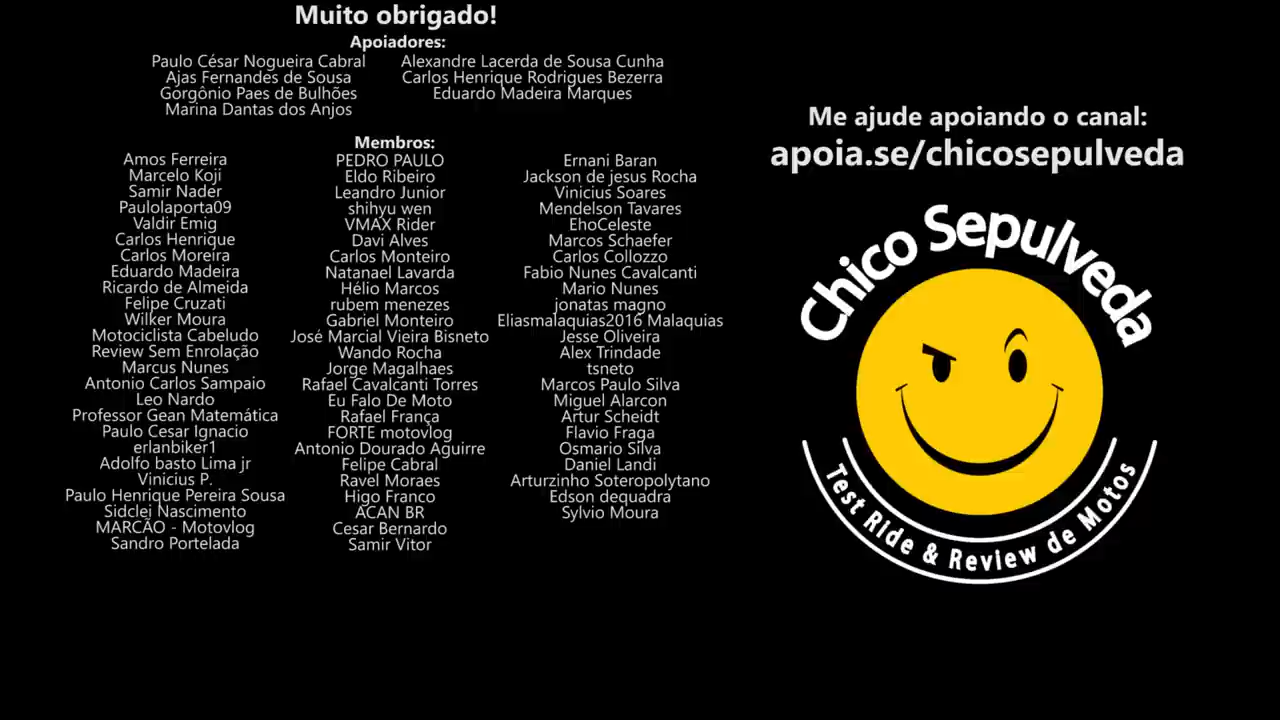 Muito obrigado!
Apoiadores:
Paulo César Nogueira Cabral
Ajas Fernandes de Sousa
Gorgônio Paes de Bulhões
Marina Dantas dos Anjos
Alexandre Lacerda de Sousa Cunha
Carlos Henrique Rodrigues Bezerra
Eduardo Madeira Marques
Membros:
Amos Ferreira
Marcelo Koji
Samir Nader
Paulolaporta09
Valdir Emig
Carlos Henrique
Carlos Moreira
Eduardo Madeira
Ricardo de Almeida
Felipe Cruzati
Wilker Moura
Motociclista Cabeludo
Review Sem Enrolação
Marcus Nunes
Antonio Carlos Sampaio
Leo Nardo
Professor Gean Matemática
Paulo Cesar Ignacio
erlanbiker1
Adolfo basto Lima jr
Vinicius P.
Paulo Henrique Pereira Sousa
Sidclei Nascimento
MARCÃO - Motovlog
Sandro Portelada
PEDRO PAULO
Eldo Ribeiro
Leandro Junior
shihyu wen
VMAX Rider
Davi Alves
Carlos Monteiro
Natanael Lavarda
Hélio Marcos
rubem menezes
Gabriel Monteiro
José Marcial Vieira Bisneto
Wando Rocha
Jorge Magalhaes
Rafael Cavalcanti Torres
Eu Falo De Moto
Rafael França
FORTE motovlog
Antonio Dourado Aguirre
Felipe Cabral
Ravel Moraes
Higo Franco
ACAN BR
Cesar Bernardo
Samir Vitor
Ernani Baran
Jackson de jesus Rocha
Vinicius Soares
Mendelson Tavares
EhoCeleste
Marcos Schaefer
Carlos Collozzo
Fabio Nunes Cavalcanti
Mario Nunes
jonatas magno
Eliasmalaquias2016 Malaquias
Jesse Oliveira
Alex Trindade
tsneto
Marcos Paulo Silva
Miguel Alarcon
Artur Scheidt
Flavio Fraga
Osmario Silva
Daniel Landi
Arturzinho Soteropolytano
Edson dequadra
Sylvio Moura
Me ajude apoiando o canal:
apoia.se/chicosepulveda
Chico Sepulveda
Test Ride & Review de Motos